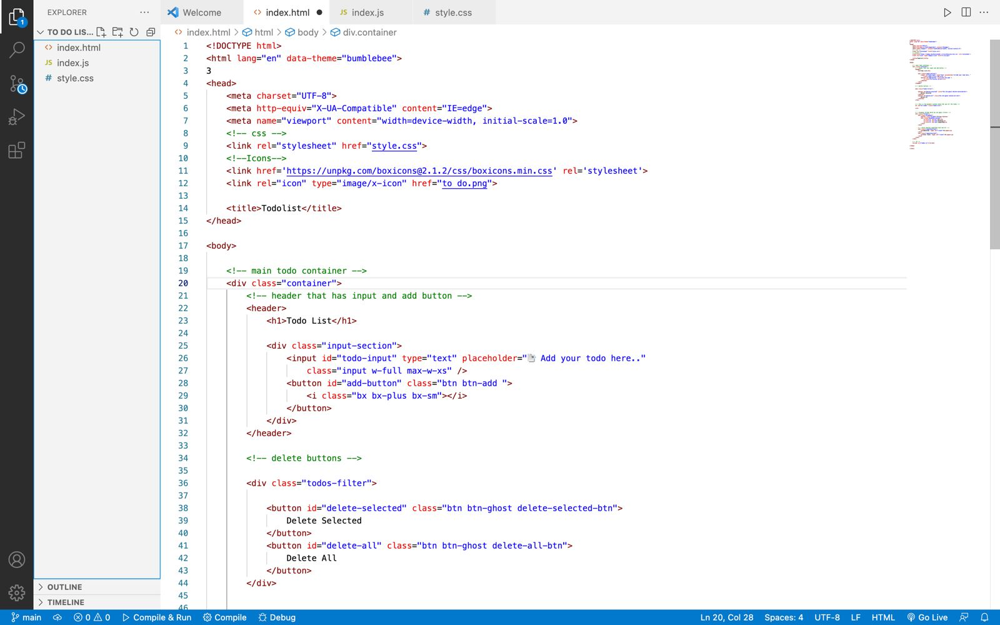 EXPLORER
Welcome
index.html
index.js
style.css
1
TO DO LIS...
index.html > html > body > div.container
index.html
index.js
style.css
1 <!DOCTYPE html>
2 <html lang="en" data-theme="bumblebee">
3 3
4 <head>
5 <meta charset="UTF-8">
6 <meta http-equiv="X-UA-Compatible" content="IE=edge">
7 <meta name="viewport" content="width=device-width, initial-scale=1.0">
8 <!-- css -->
9 <link rel="stylesheet" href="style.css">
10 <!--Icons-->
11 <link href='https://unpkg.com/boxicons@2.1.2/css/boxicons.min.css' rel='stylesheet'>
12 <link rel="icon" type="image/x-icon" href="to do.png">
13
14 <title>Todolist</title>
15 </head>
16
17 <body>
18
19 <!-- main todo container -->
20 <div class="container">
21 <!-- header that has input and add button -->
22 <header>
23 <h1>Todo List</h1>
24
25 <div class="input-section">
26 <input id="todo-input" type="text" placeholder="📑 Add your todo here.."
27 class="input w-full max-w-xs" />
28 <button id="add-button" class="btn btn-add ">
29 <i class="bx bx-plus bx-sm"></i>
30 </button>
31 </div>
32 </header>
33
34 <!-- delete buttons -->
35
36 <div class="todos-filter">
37
38 <button id="delete-selected" class="btn btn-ghost delete-selected-btn">
39 Delete Selected
40 </button>
41 <button id="delete-all" class="btn btn-ghost delete-all-btn">
42 Delete All
43 </button>
44 </div>
45
46
OUTLINE
TIMELINE
main
0
0
Compile & Run
Compile
Debug
Ln 20, Col 28
Spaces: 4
UTF-8
LF
HTML
Go Live